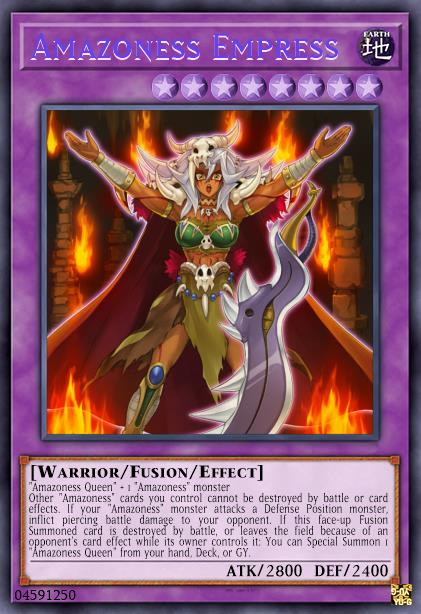 AMAZONESS EMPRESS
EARTH
地
[WARRIOR/FUSION/EFFECT]
"Amazoness Queen" + 1 "Amazoness" monster
Other "Amazoness" cards you control cannot be destroyed by battle or card
effects. If your "Amazoness" monster attacks a Defense Position monster,
inflict piercing battle damage to your opponent. If this face-up Fusion
Summoned card is destroyed by battle, or leaves the field because of an
opponent's card effect while its owner controls it: You can Special Summon 1
"Amazoness Queen" from your hand, Deck, or GY.
ATK/2800 DEF/2400
04591250